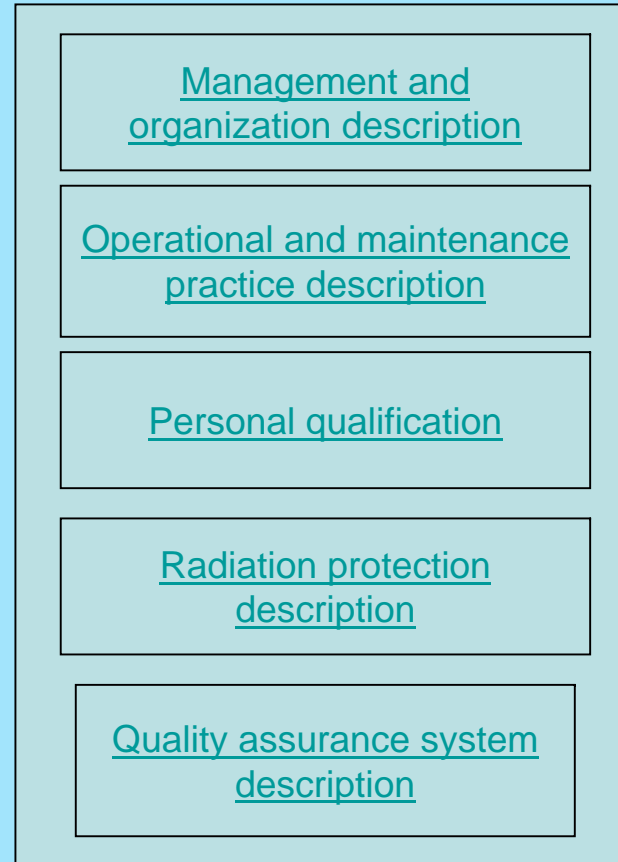 Management and
organization description
Operational and maintenance
practice description
Personal qualification
Radiation protection
description
Quality assurance system
description